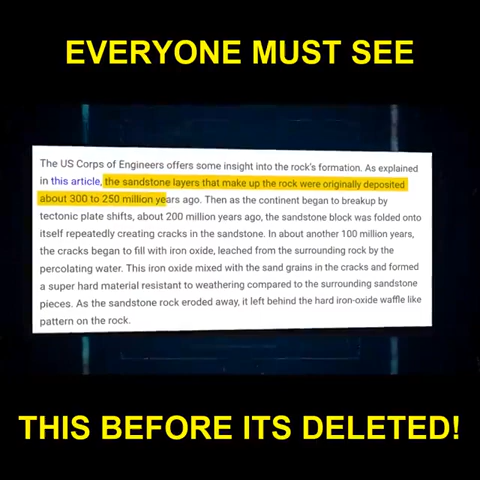 EVERYONE MUST SEE
The US Corps of Engineers offers some insight into the rock's formation. As explained
in this article, the sandstone layers that make up the rock were originally deposited
about 300 to 250 million years ago. Then as the continent began to breakup by
tectonic plate shifts, about 200 million years ago, the sandstone block was folded onto
itself repeatedly creating cracks in the sandstone. In about another 100 million years,
the cracks began to fill with iron oxide, leached from the surrounding rock by the
percolating water. This iron oxide mixed with the sand grains in the cracks and formed
a super hard material resistant to weathering compared to the surrounding sandstone
pieces. As the sandstone rock eroded away, it left behind the hard iron-oxide waffle like
pattern on the rock.
THIS BEFORE ITS DELETED!